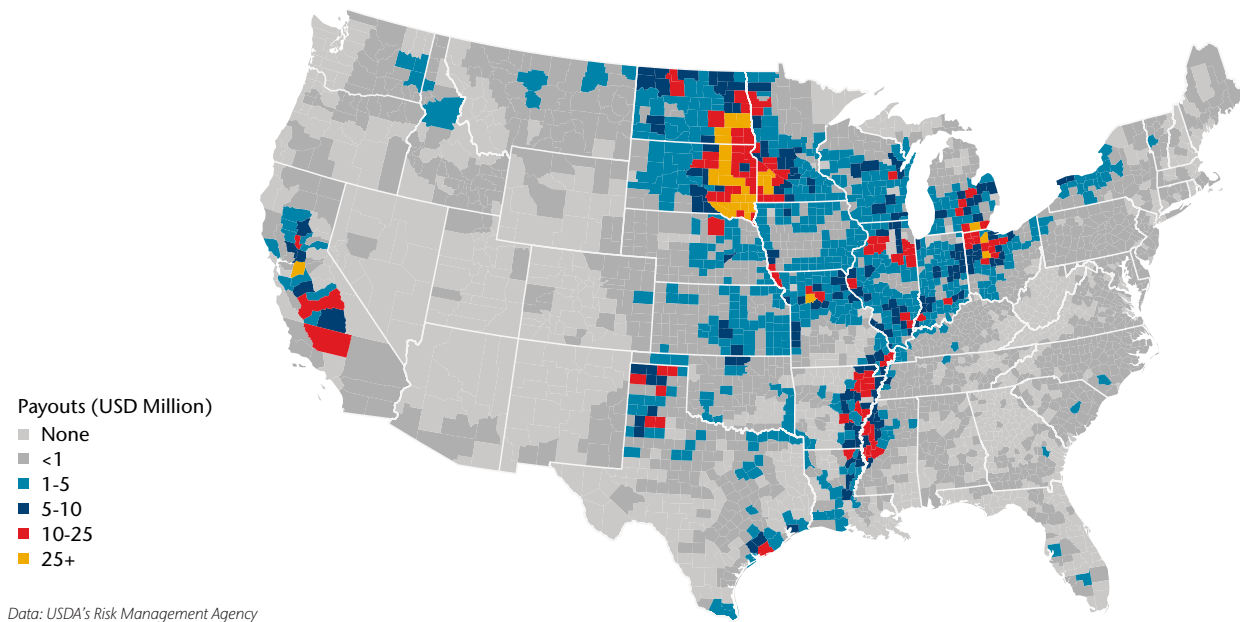 Payouts (USD Million)
None
<1
1-5
5-10
10-25
25+
Data: USDA's Risk Management Agency